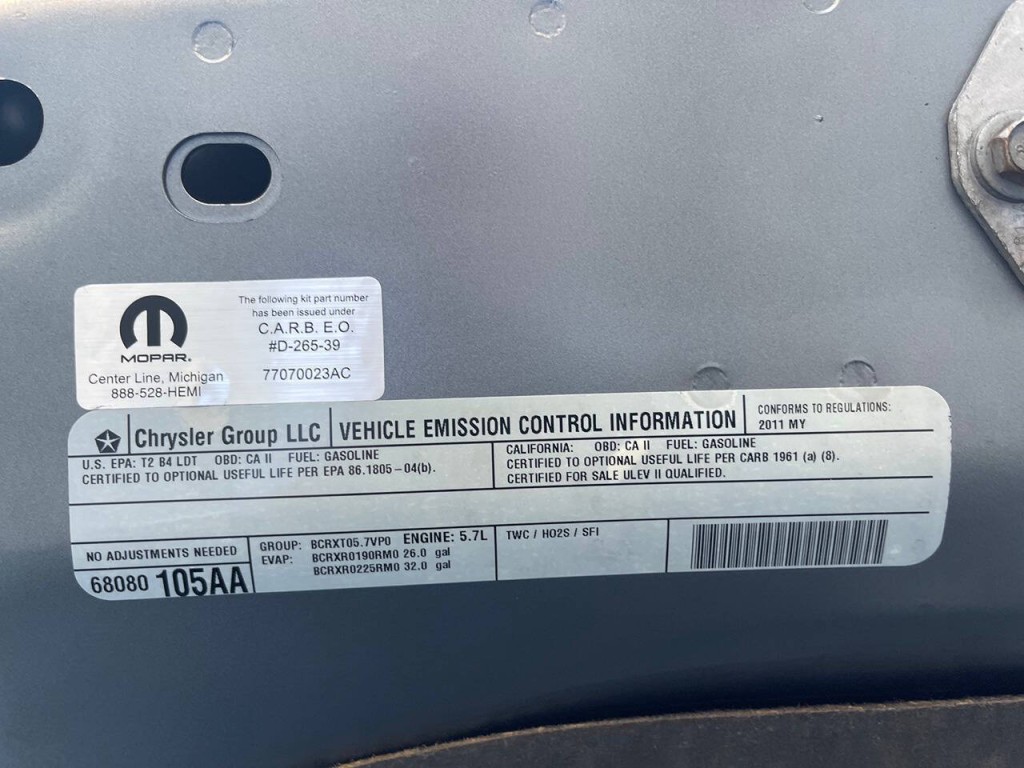 MOPAR.
Center Line, Michigan
888-528-HEMI
The following kit part number
has been issued under
C.A.R.B. E.O.
#D-265-39
77070023AC
Chrysler Group LLC
VEHICLE EMISSION CONTROL INFORMATION
CONFORMS TO REGULATIONS:
2011 MY
U.S. EPA: T2 B4 LDT OBD: CA II FUEL: GASOLINE
CERTIFIED TO OPTIONAL USEFUL LIFE PER EPA 86.1805-04(b).
CALIFORNIA: OBD: CA II FUEL: GASOLINE
CERTIFIED TO OPTIONAL USEFUL LIFE PER CARB 1961 (a) (8).
CERTIFIED FOR SALE ULEV II QUALIFIED.
NO ADJUSTMENTS NEEDED
68080 105AA
GROUP: BCRXT05.7VP0 ENGINE: 5.7L
EVAP: BCRXR0190RM0 26.0 gal
BCRXR0225RM0 32.0 gal
TWC / HO2S / SFI